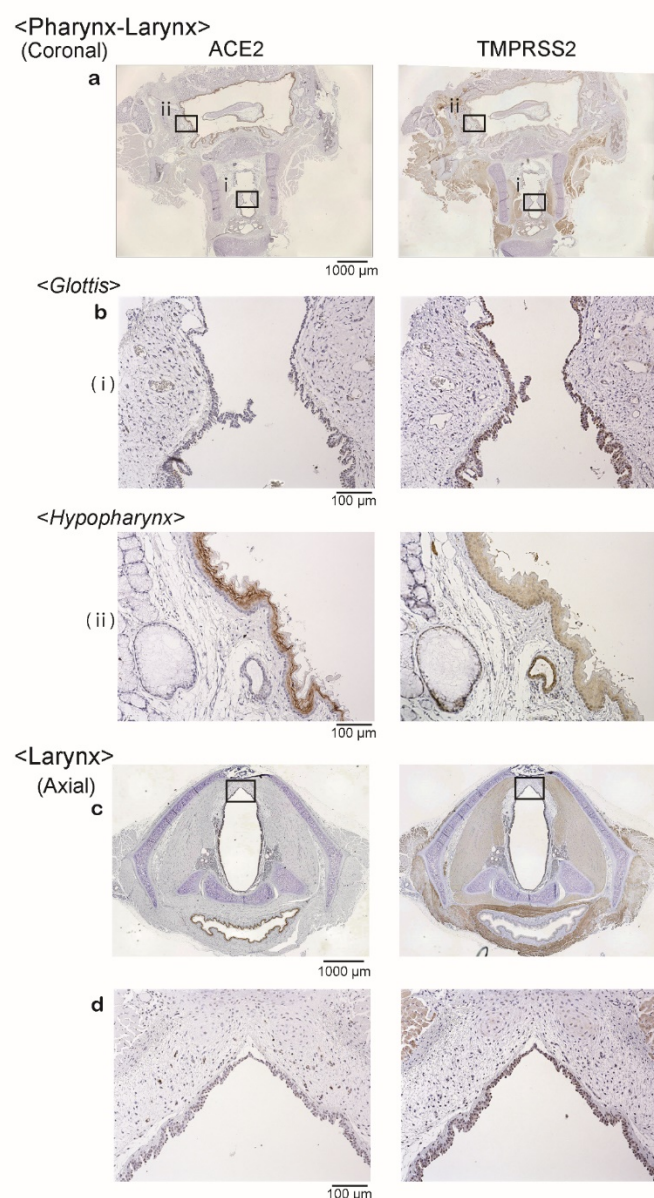 <Pharynx-Larynx>
(Coronal) ACE2 TMPRSS2
a
ii ii
i i
1000 µm
<Glottis>
b
( i )
100 µm
<Hypopharynx>
( ii )
100 µm
<Larynx>
(Axial)
c
1000 µm
d
100 µm